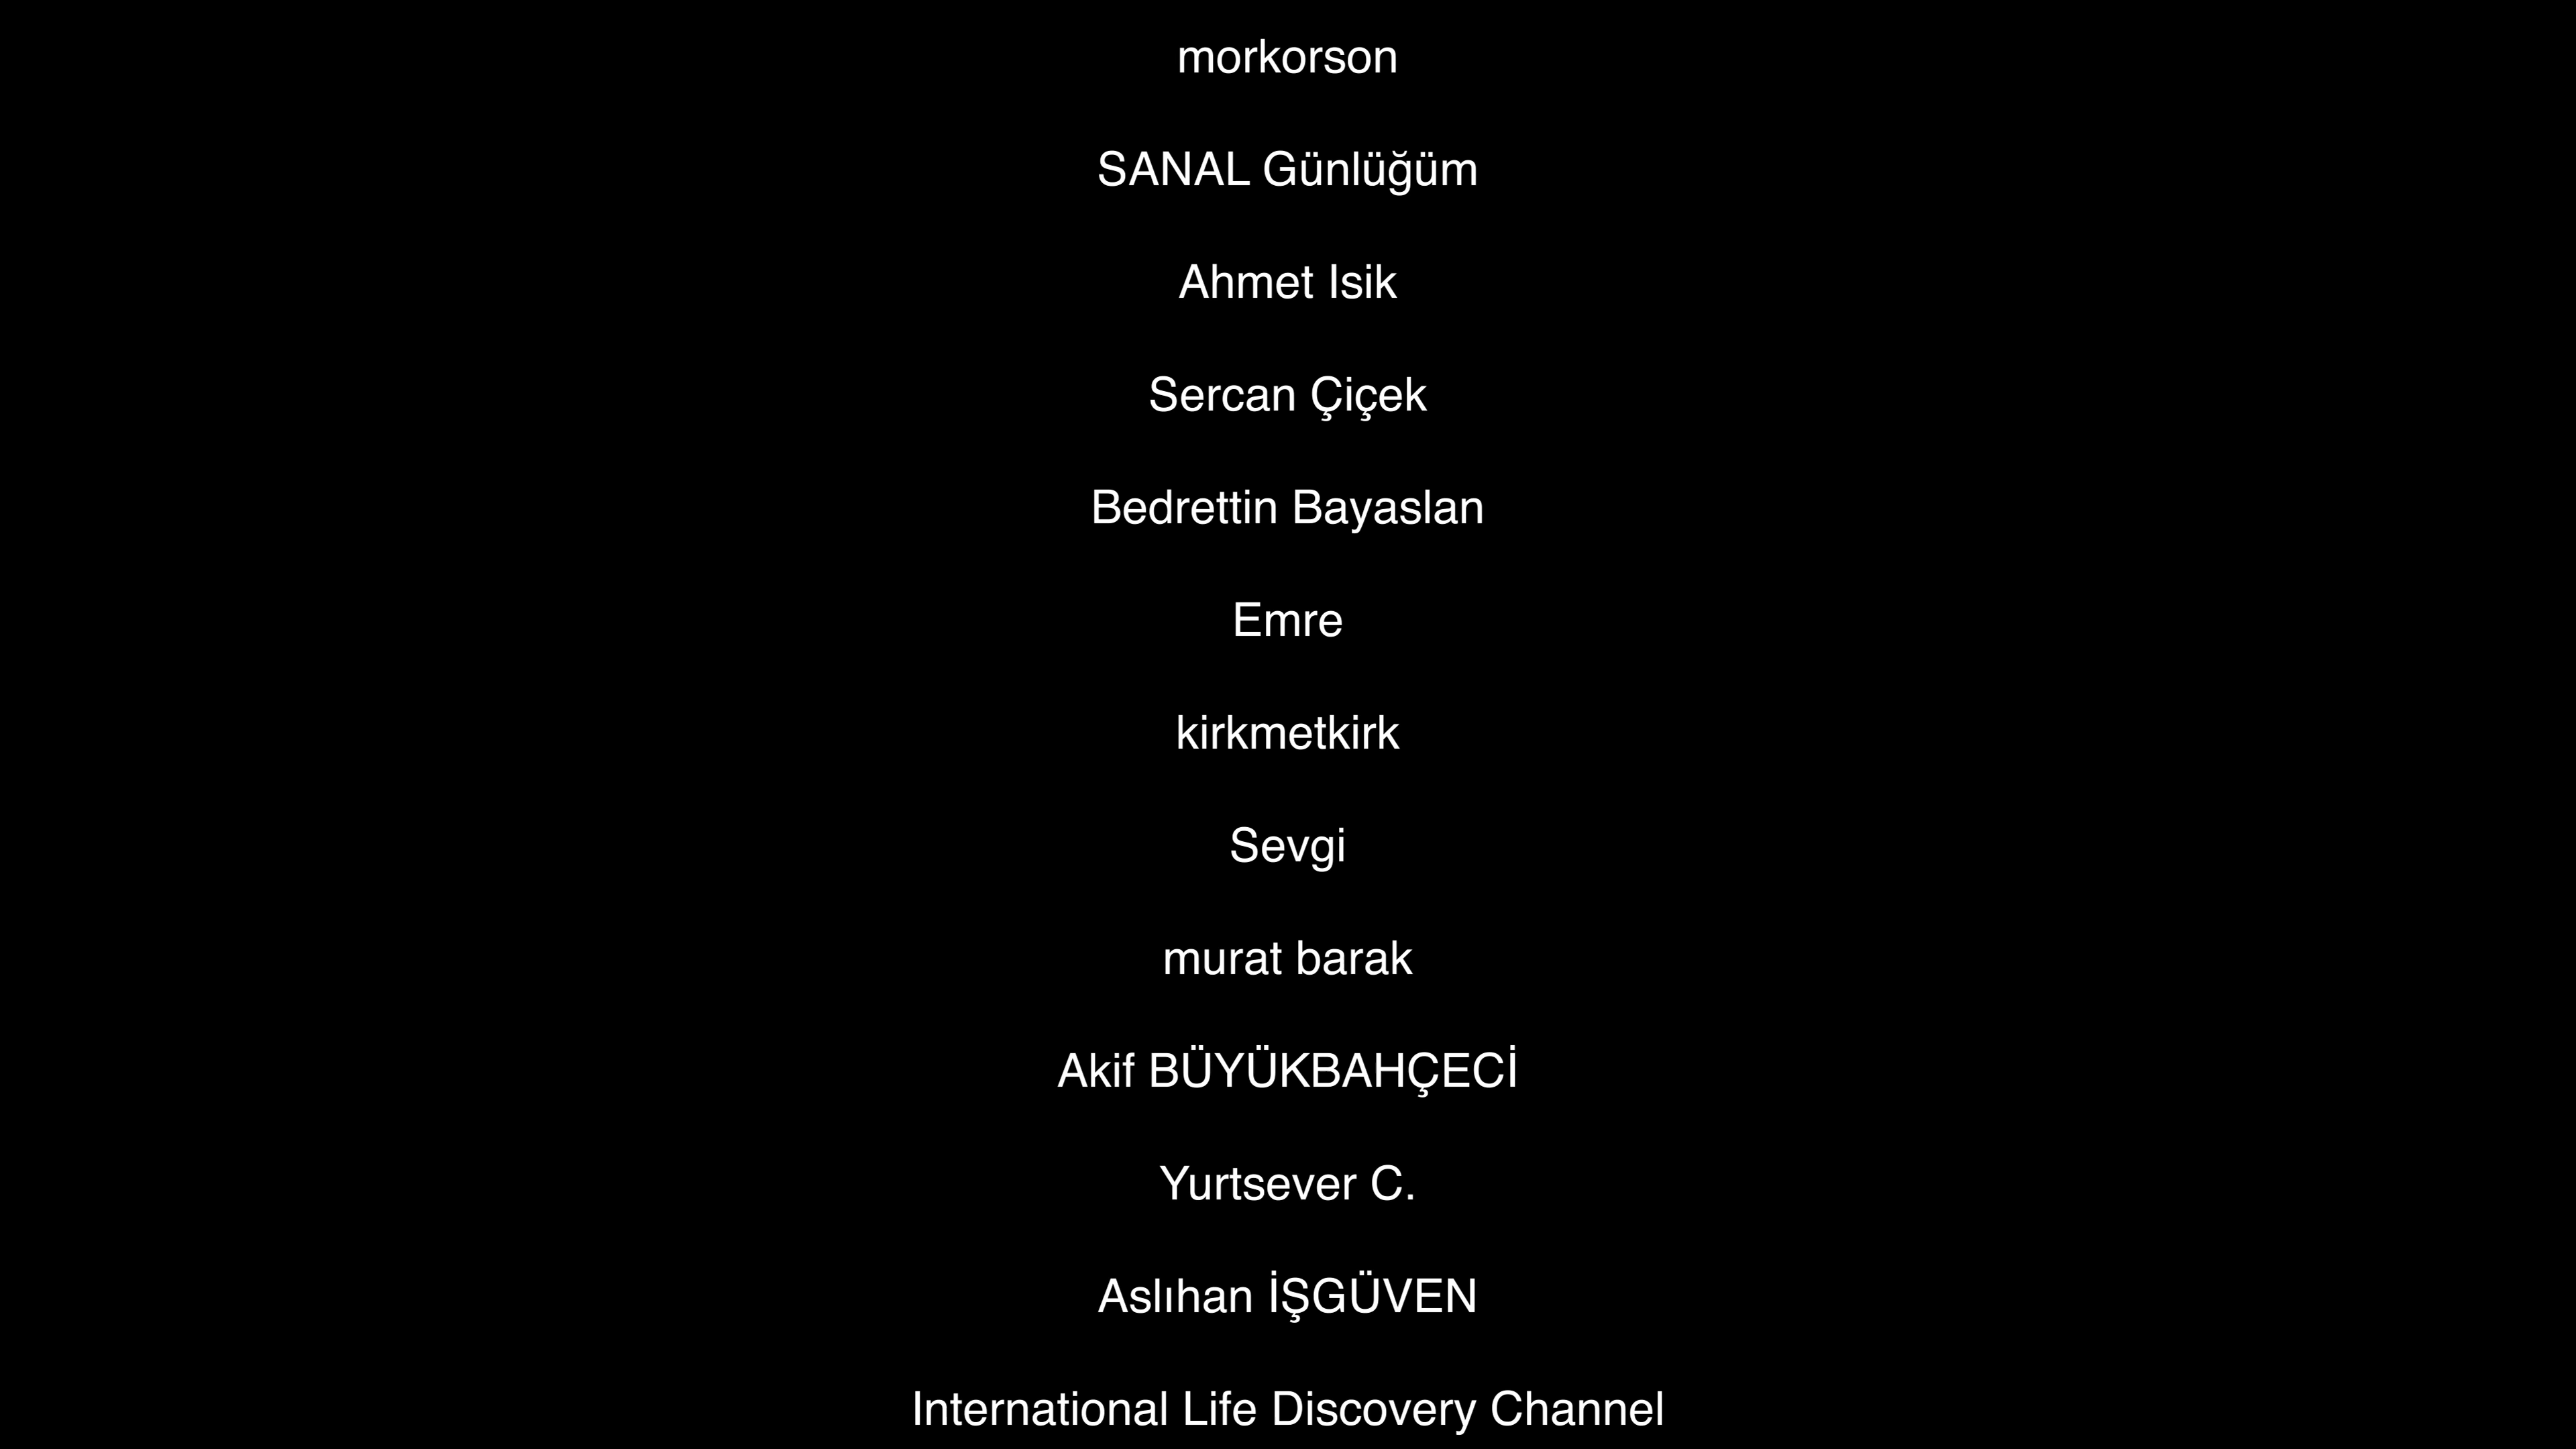 morkorson
SANAL Günlüğüm
Ahmet Isik
Sercan Çiçek
Bedrettin Bayaslan
Emre
kirkmetkirk
Sevgi
murat barak
Akif BÜYÜKBAHÇECİ
Yurtsever C.
Aslıhan İŞGÜVEN
International Life Discovery Channel